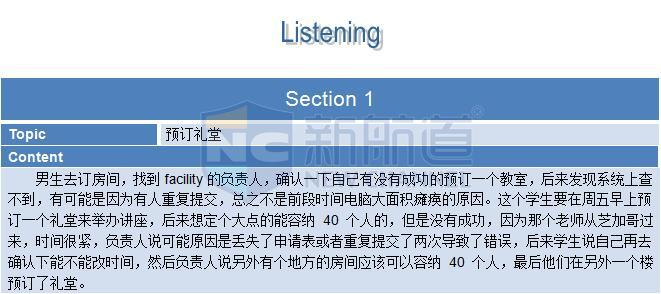 Listening
Section 1
Topic
预订礼堂
Content
男生去订房间，找到 facility 的负责人，确认一下自己有没有成功的预订一个教室，后来发现系统上查
不到，有可能是因为有人重复提交，总之不是前段时间电脑大面积瘫痪的原因。这个学生要在周五早上预
订一个礼堂来举办讲座，后来想定个大点的能容纳 40 个人的，但是没有成功，因为那个老师从芝加哥过
来，时间很紧，负责人说可能原因是丢失了申请表或者重复提交了两次导致了错误，后来学生说自己再去
确认下能不能改时间，然后负责人说另外有个地方的房间应该可以容纳 40 个人，最后他们在另外一个楼
预订了礼堂。
NC 新航道